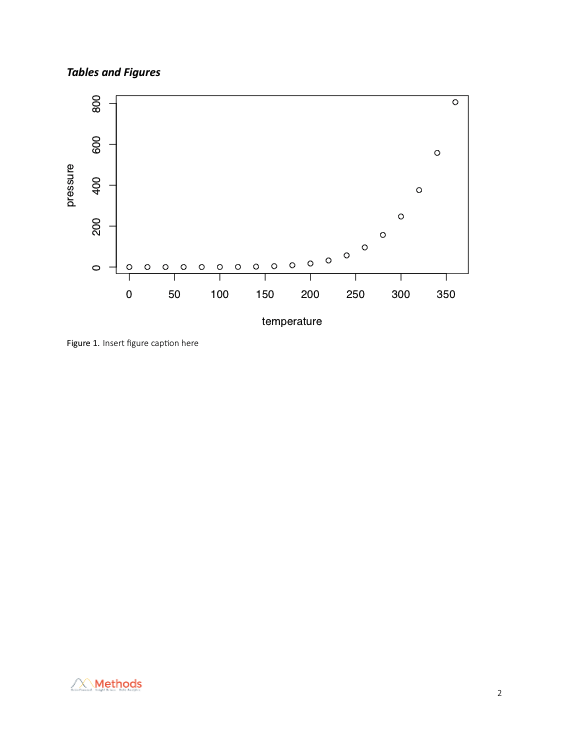 Tables and Figures
800
600
400
200
0
pressure
0 50 100 150 200 250 300 350
temperature
Figure 1. Insert figure caption here
Methods
2